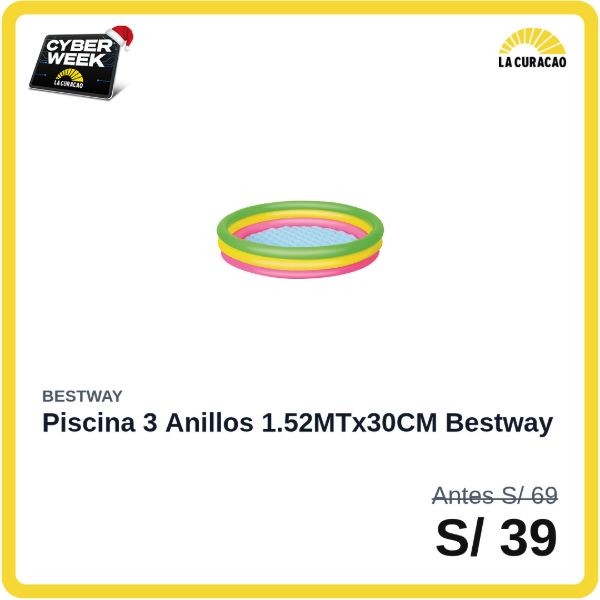 CYBER
WEEK
LA CURACAO
LA CURACAO
BESTWAY
Piscina 3 Anillos 1.52MTx30CM Bestway
Antes S/ 69
S/ 39